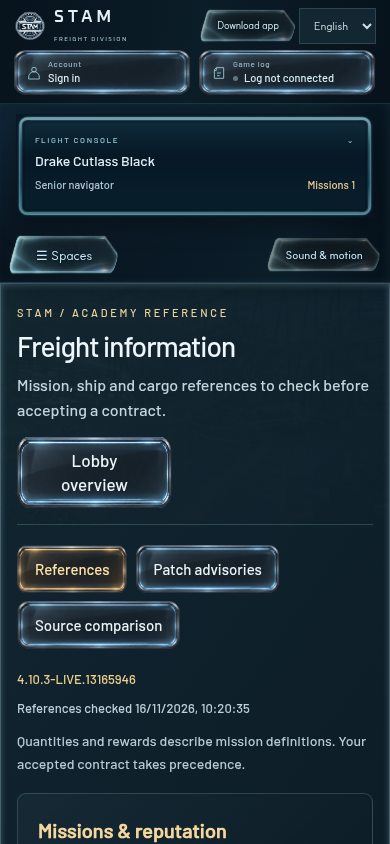 STAM
STAM
FREIGHT DIVISION
Download app
English
Account
Sign in
Game log
Log not connected
FLIGHT CONSOLE
Drake Cutlass Black
Senior navigator
Missions 1
☰ Spaces
Sound & motion
STAM / ACADEMY REFERENCE
Freight information
Mission, ship and cargo references to check before
accepting a contract.
Lobby
overview
References
Patch advisories
Source comparison
4.10.3-LIVE.13165946
References checked 16/11/2026, 10:20:35
Quantities and rewards describe mission definitions. Your
accepted contract takes precedence.
Missions & reputation